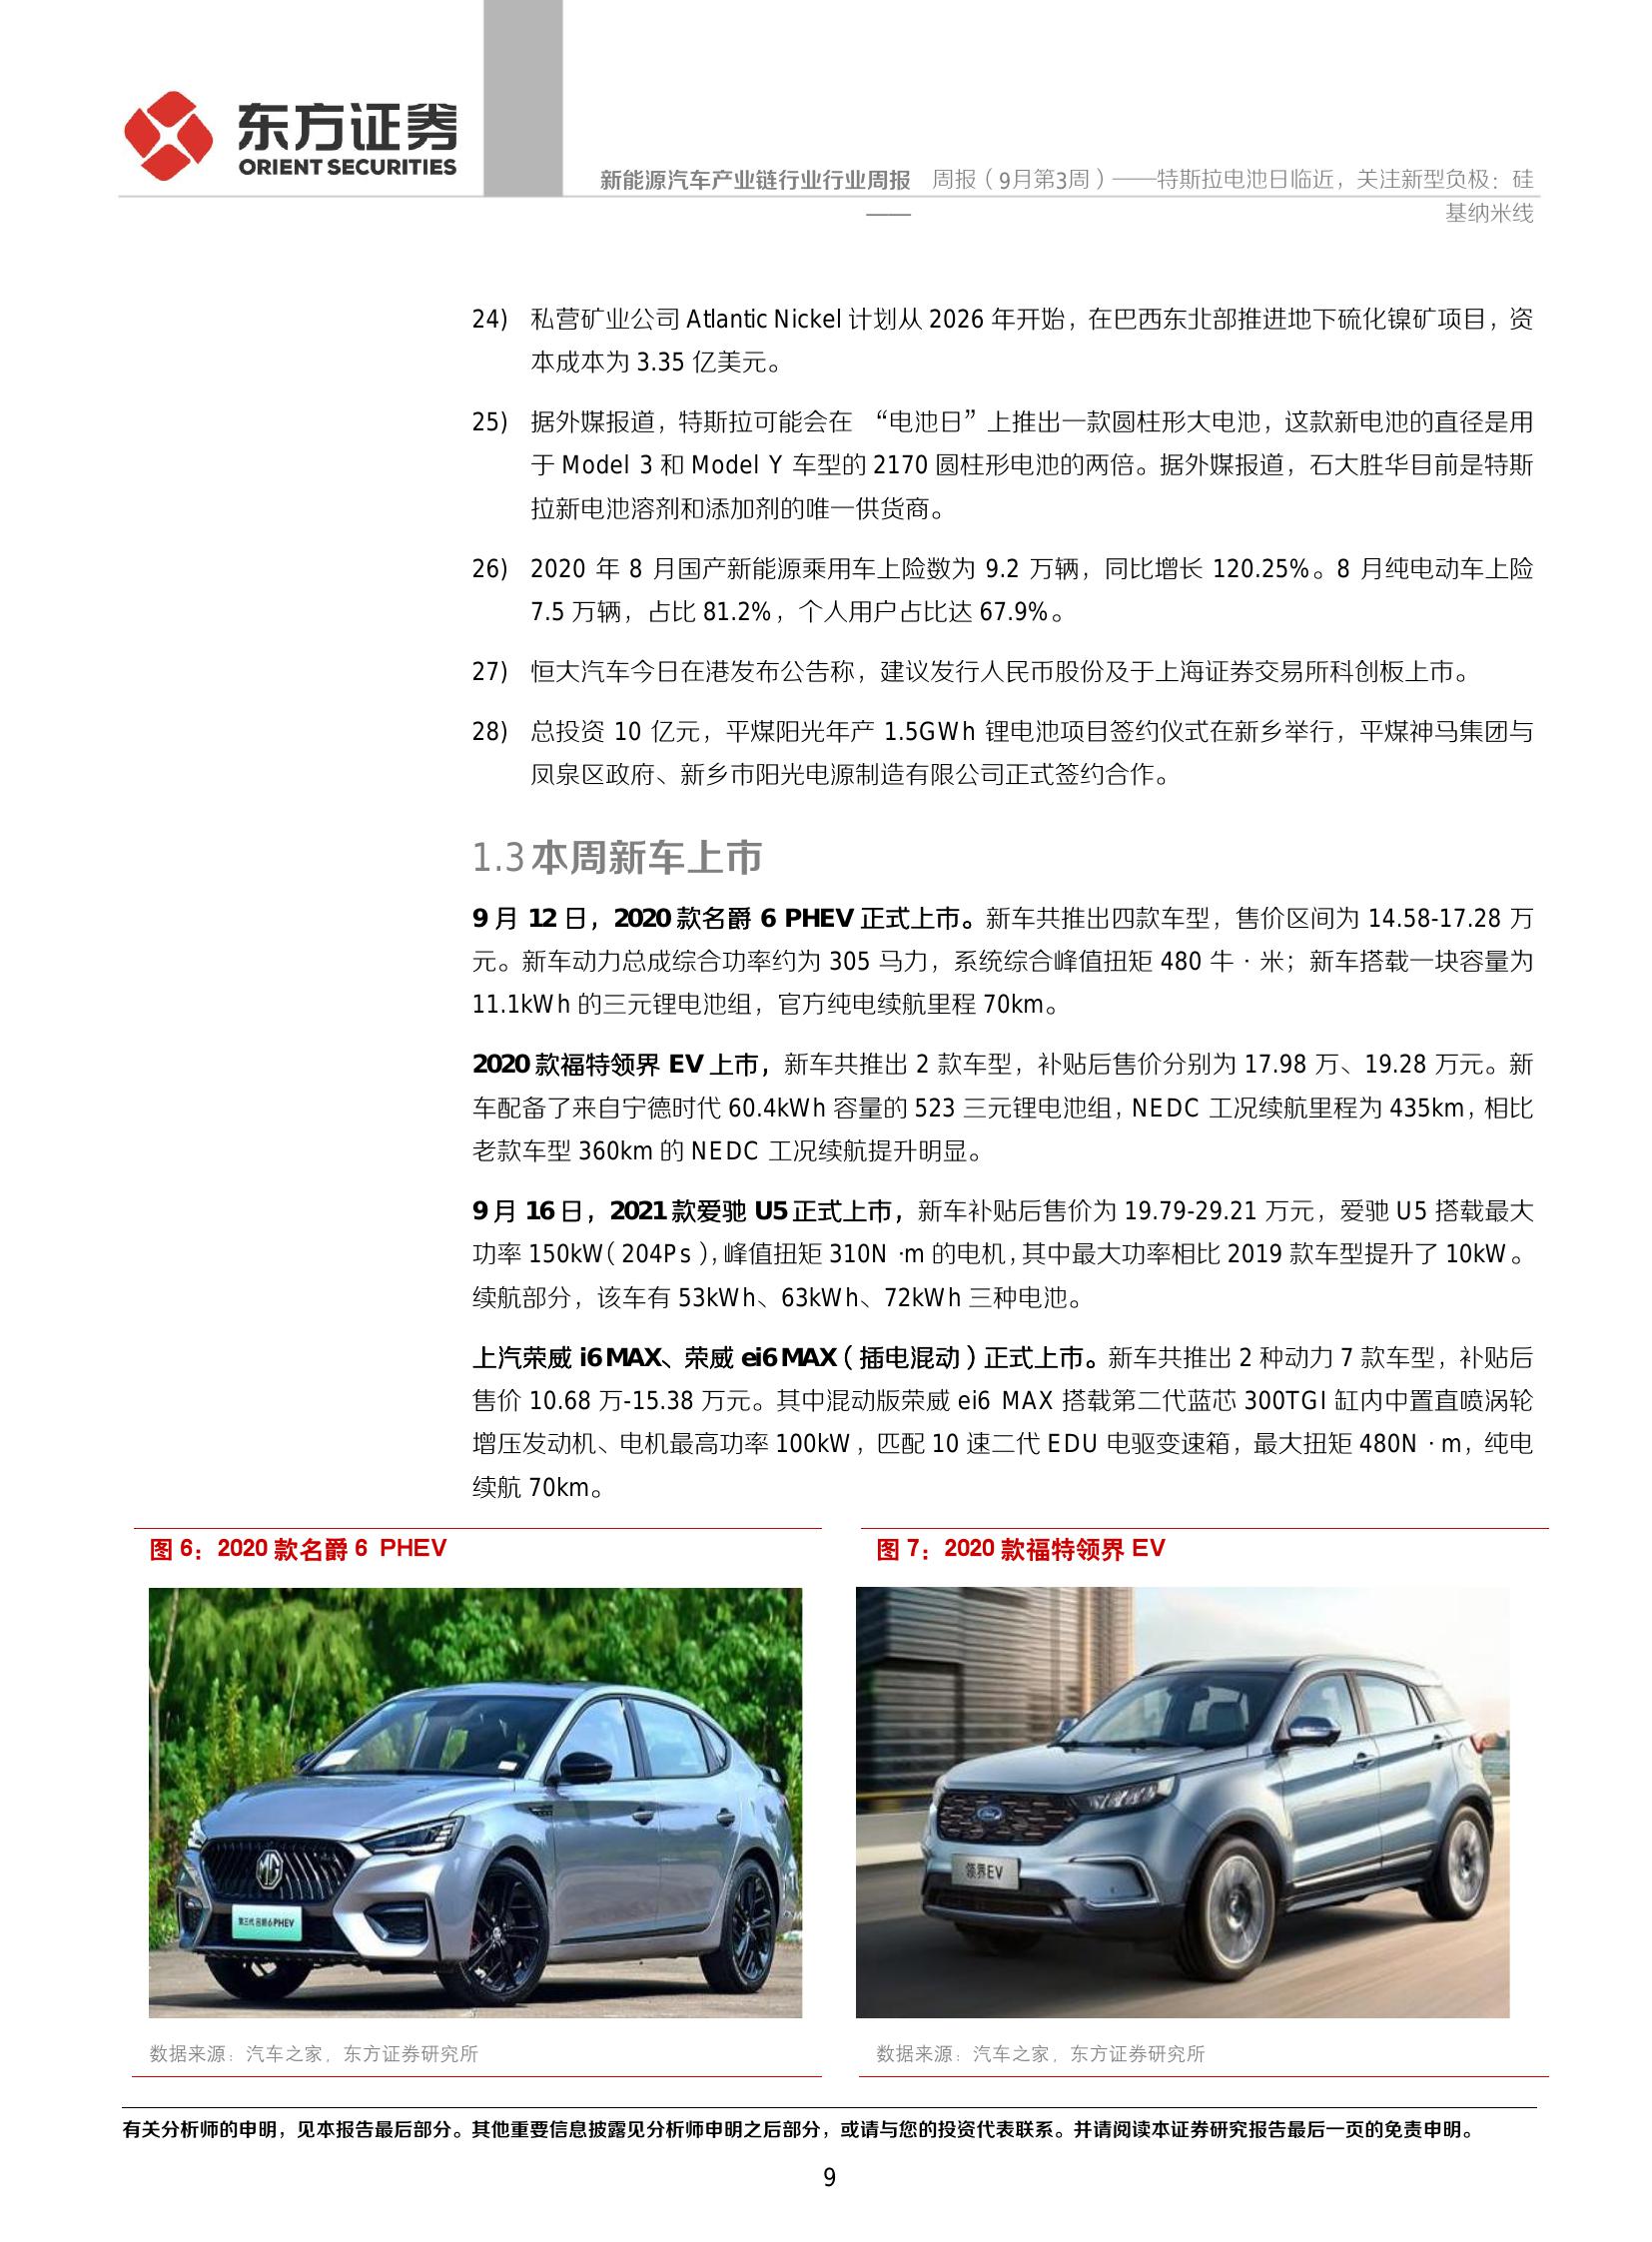 东方证券
ORIENT SECURITIES
新能源汽车产业链行业行业周报 周报（9月第3周）——特斯拉电池日临近，关注新型负极：硅
——
基纳米线
24) 私营矿业公司 Atlantic Nickel 计划从 2026 年开始，在巴西东北部推进地下硫化镍矿项目，资
本成本为 3.35 亿美元。
25) 据外媒报道，特斯拉可能会在 “电池日”上推出一款圆柱形大电池，这款新电池的直径是用
于 Model 3 和 Model Y 车型的 2170 圆柱形电池的两倍。据外媒报道，石大胜华目前是特斯
拉新电池溶剂和添加剂的唯一供货商。
26) 2020 年 8 月国产新能源乘用车上险数为 9.2 万辆，同比增长 120.25%。8 月纯电动车上险
7.5 万辆，占比 81.2%，个人用户占比达 67.9%。
27) 恒大汽车今日在港发布公告称，建议发行人民币股份及于上海证券交易所科创板上市。
28) 总投资 10 亿元，平煤阳光年产 1.5GWh 锂电池项目签约仪式在新乡举行，平煤神马集团与
凤泉区政府、新乡市阳光电源制造有限公司正式签约合作。
1.3 本周新车上市
9 月 12 日，2020 款名爵 6 PHEV 正式上市。新车共推出四款车型，售价区间为 14.58-17.28 万
元。新车动力总成综合功率约为 305 马力，系统综合峰值扭矩 480 牛·米；新车搭载一块容量为
11.1kWh 的三元锂电池组，官方纯电续航里程 70km。
2020 款福特领界 EV 上市，新车共推出 2 款车型，补贴后售价分别为 17.98 万、19.28 万元。新
车配备了来自宁德时代 60.4kWh 容量的 523 三元锂电池组，NEDC 工况续航里程为 435km，相比
老款车型 360km 的 NEDC 工况续航提升明显。
9 月 16 日，2021 款爱驰 U5 正式上市，新车补贴后售价为 19.79-29.21 万元，爱驰 U5 搭载最大
功率 150kW（204Ps），峰值扭矩 310N·m 的电机，其中最大功率相比 2019 款车型提升了 10kW。
续航部分，该车有 53kWh、63kWh、72kWh 三种电池。
上汽荣威 i6 MAX、荣威 ei6 MAX（插电混动）正式上市。新车共推出 2 种动力 7 款车型，补贴后
售价 10.68 万-15.38 万元。其中混动版荣威 ei6 MAX 搭载第二代蓝芯 300TGI 缸内中置直喷涡轮
增压发动机、电机最高功率 100kW，匹配 10 速二代 EDU 电驱变速箱，最大扭矩 480N·m，纯电
续航 70km。
图 6：2020 款名爵 6 PHEV
图 7：2020 款福特领界 EV
MG
第三代 名爵6PHEV
Ford
领界EV
数据来源：汽车之家，东方证券研究所
数据来源：汽车之家，东方证券研究所
有关分析师的申明，见本报告最后部分。其他重要信息披露见分析师申明之后部分，或请与您的投资代表联系。并请阅读本证券研究报告最后一页的免责申明。
9